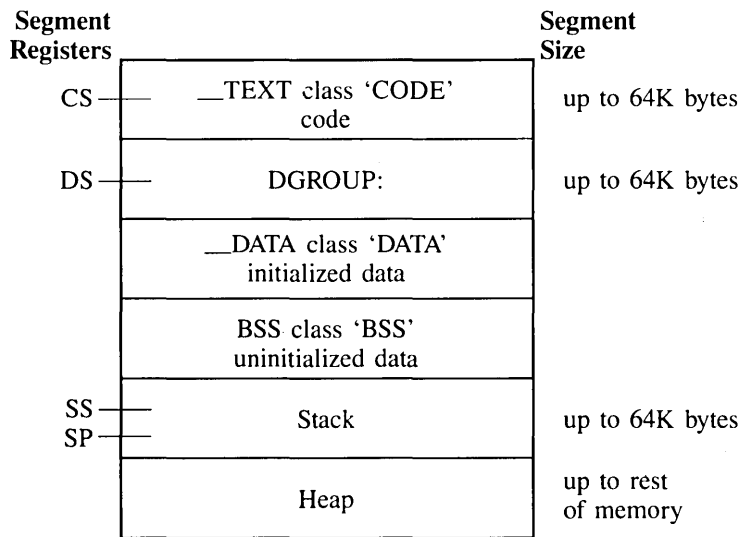 Segment
Registers
Segment
Size
CS
__TEXT class ‘CODE’
code
up to 64K bytes
DS
DGROUP:
up to 64K bytes
__DATA class ‘DATA’
initialized data
BSS class ‘BSS’
uninitialized data
SS
SP
Stack
up to 64K bytes
Heap
up to rest
of memory